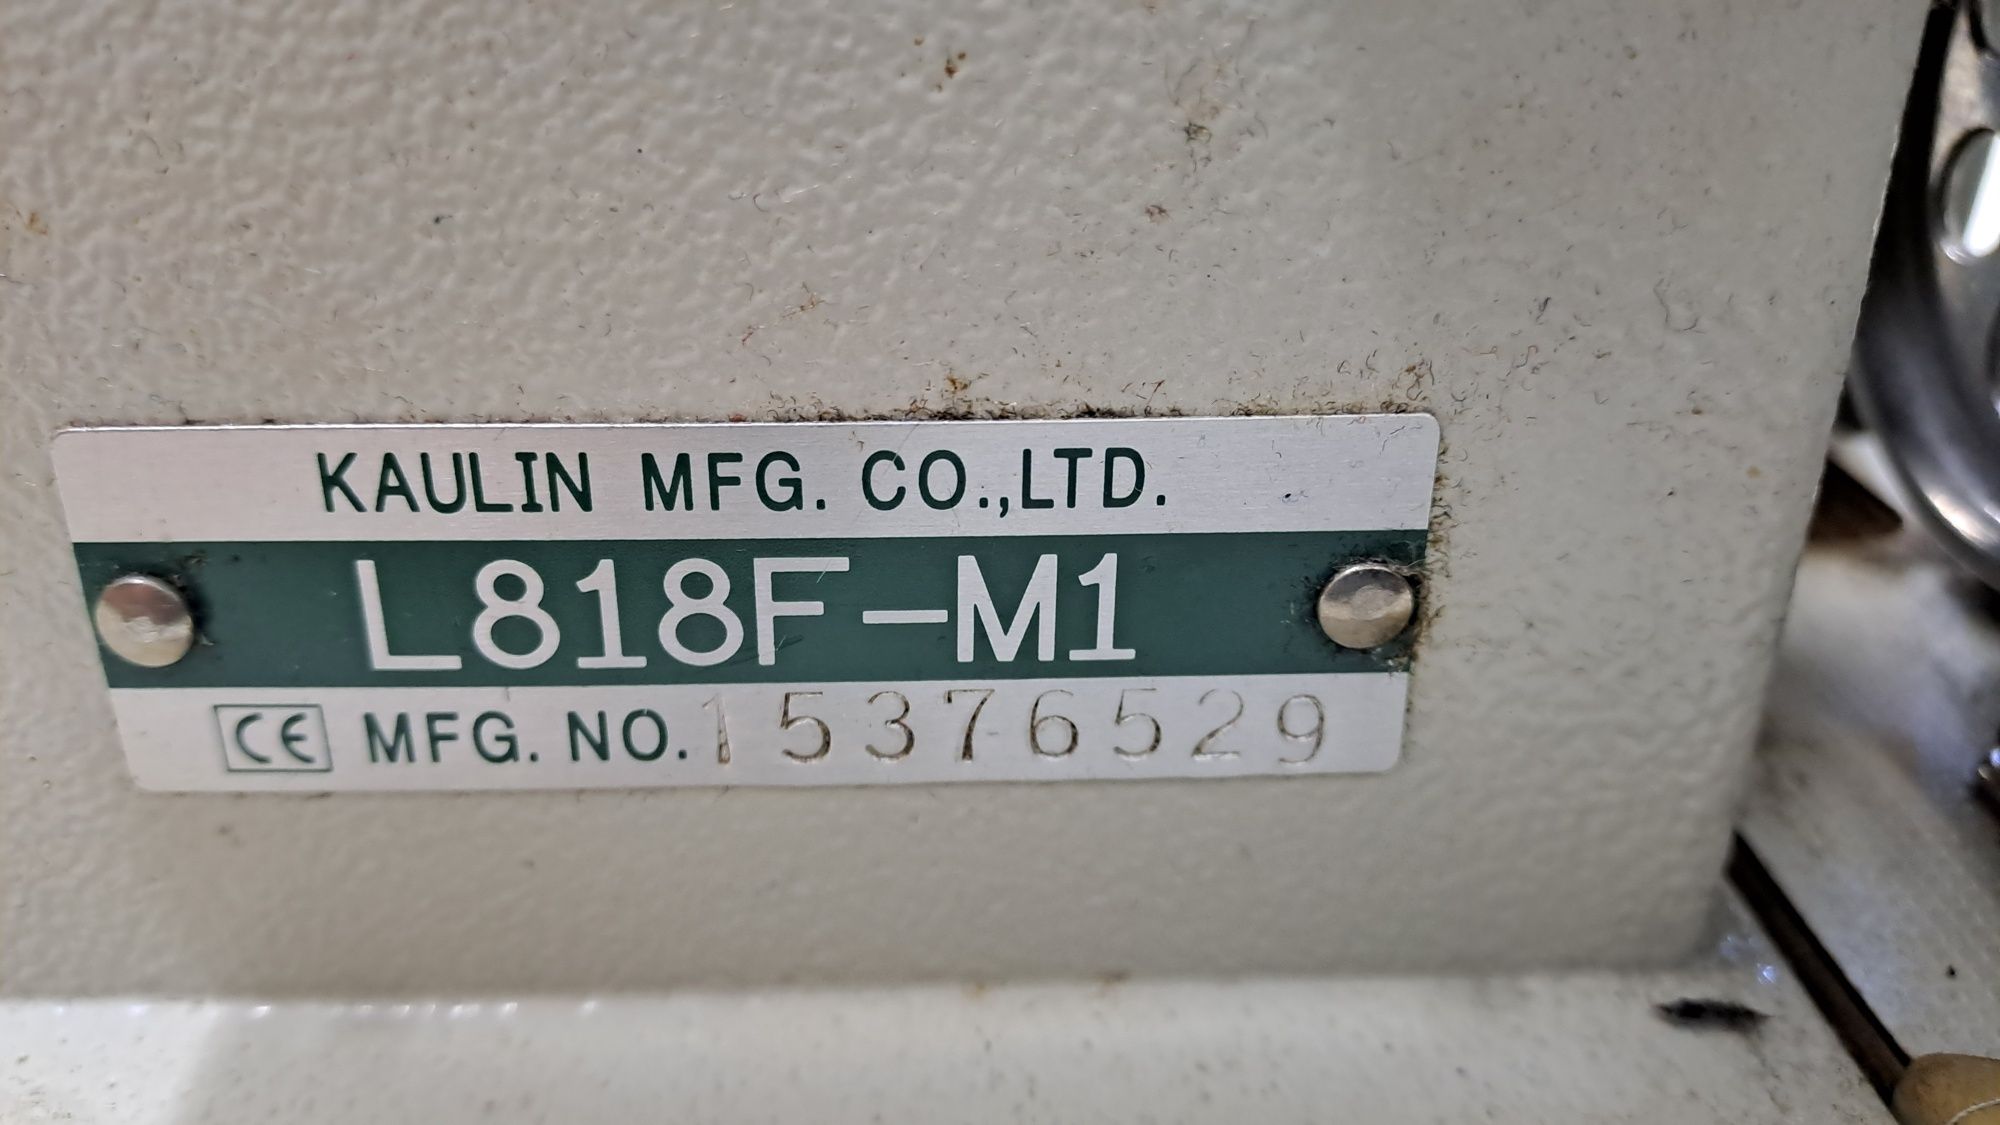 KAULIN MFG. CO.,LTD.
L818F-M1
CE MFG. NO. 15376529